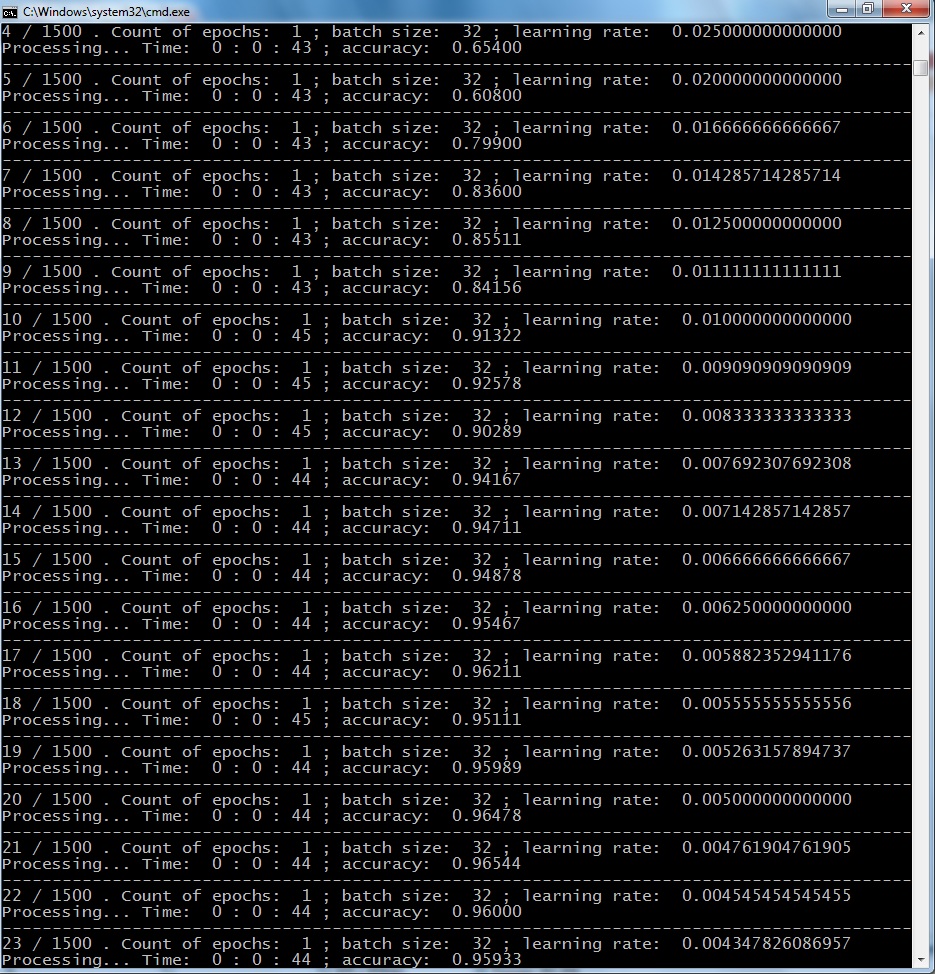 C:\Windows\system32\cmd.exe
4 / 1500 . Count of epochs:  1 ; batch size:  32 ; learning rate:  0.025000000000000
Processing... Time:  0 : 0 : 43 ; accuracy:  0.65400
-------------------------------------------------------------------------------------------
5 / 1500 . Count of epochs:  1 ; batch size:  32 ; learning rate:  0.020000000000000
Processing... Time:  0 : 0 : 43 ; accuracy:  0.60800
-------------------------------------------------------------------------------------------
6 / 1500 . Count of epochs:  1 ; batch size:  32 ; learning rate:  0.016666666666667
Processing... Time:  0 : 0 : 43 ; accuracy:  0.79900
-------------------------------------------------------------------------------------------
7 / 1500 . Count of epochs:  1 ; batch size:  32 ; learning rate:  0.014285714285714
Processing... Time:  0 : 0 : 43 ; accuracy:  0.83600
-------------------------------------------------------------------------------------------
8 / 1500 . Count of epochs:  1 ; batch size:  32 ; learning rate:  0.012500000000000
Processing... Time:  0 : 0 : 43 ; accuracy:  0.85511
-------------------------------------------------------------------------------------------
9 / 1500 . Count of epochs:  1 ; batch size:  32 ; learning rate:  0.011111111111111
Processing... Time:  0 : 0 : 43 ; accuracy:  0.84156
-------------------------------------------------------------------------------------------
10 / 1500 . Count of epochs:  1 ; batch size:  32 ; learning rate:  0.010000000000000
Processing... Time:  0 : 0 : 45 ; accuracy:  0.91322
-------------------------------------------------------------------------------------------
11 / 1500 . Count of epochs:  1 ; batch size:  32 ; learning rate:  0.009090909090909
Processing... Time:  0 : 0 : 45 ; accuracy:  0.92578
-------------------------------------------------------------------------------------------
12 / 1500 . Count of epochs:  1 ; batch size:  32 ; learning rate:  0.008333333333333
Processing... Time:  0 : 0 : 45 ; accuracy:  0.90289
-------------------------------------------------------------------------------------------
13 / 1500 . Count of epochs:  1 ; batch size:  32 ; learning rate:  0.007692307692308
Processing... Time:  0 : 0 : 44 ; accuracy:  0.94167
-------------------------------------------------------------------------------------------
14 / 1500 . Count of epochs:  1 ; batch size:  32 ; learning rate:  0.007142857142857
Processing... Time:  0 : 0 : 44 ; accuracy:  0.94711
-------------------------------------------------------------------------------------------
15 / 1500 . Count of epochs:  1 ; batch size:  32 ; learning rate:  0.006666666666667
Processing... Time:  0 : 0 : 44 ; accuracy:  0.94878
-------------------------------------------------------------------------------------------
16 / 1500 . Count of epochs:  1 ; batch size:  32 ; learning rate:  0.006250000000000
Processing... Time:  0 : 0 : 44 ; accuracy:  0.95467
-------------------------------------------------------------------------------------------
17 / 1500 . Count of epochs:  1 ; batch size:  32 ; learning rate:  0.005882352941176
Processing... Time:  0 : 0 : 44 ; accuracy:  0.96211
-------------------------------------------------------------------------------------------
18 / 1500 . Count of epochs:  1 ; batch size:  32 ; learning rate:  0.005555555555556
Processing... Time:  0 : 0 : 45 ; accuracy:  0.95111
-------------------------------------------------------------------------------------------
19 / 1500 . Count of epochs:  1 ; batch size:  32 ; learning rate:  0.005263157894737
Processing... Time:  0 : 0 : 44 ; accuracy:  0.95989
-------------------------------------------------------------------------------------------
20 / 1500 . Count of epochs:  1 ; batch size:  32 ; learning rate:  0.005000000000000
Processing... Time:  0 : 0 : 44 ; accuracy:  0.96478
-------------------------------------------------------------------------------------------
21 / 1500 . Count of epochs:  1 ; batch size:  32 ; learning rate:  0.004761904761905
Processing... Time:  0 : 0 : 44 ; accuracy:  0.96544
-------------------------------------------------------------------------------------------
22 / 1500 . Count of epochs:  1 ; batch size:  32 ; learning rate:  0.004545454545455
Processing... Time:  0 : 0 : 44 ; accuracy:  0.96000
-------------------------------------------------------------------------------------------
23 / 1500 . Count of epochs:  1 ; batch size:  32 ; learning rate:  0.004347826086957
Processing... Time:  0 : 0 : 44 ; accuracy:  0.95933